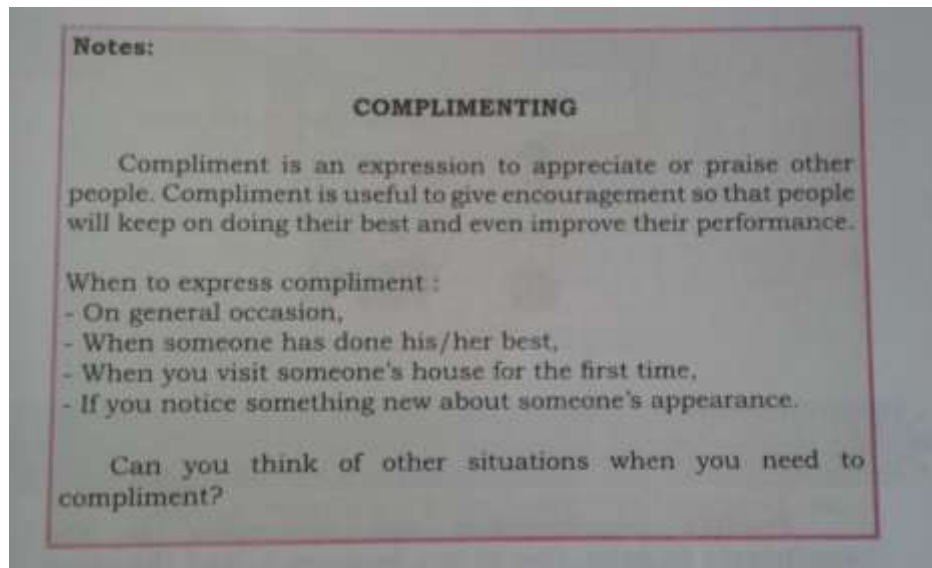 Notes:
COMPLIMENTING
Compliment is an expression to appreciate or praise other
people. Compliment is useful to give encouragement so that people
will keep on doing their best and even improve their performance.
When to express compliment :
- On general occasion,
- When someone has done his/her best,
- When you visit someone's house for the first time,
- If you notice something new about someone's appearance.
Can you think of other situations when you need to
compliment?